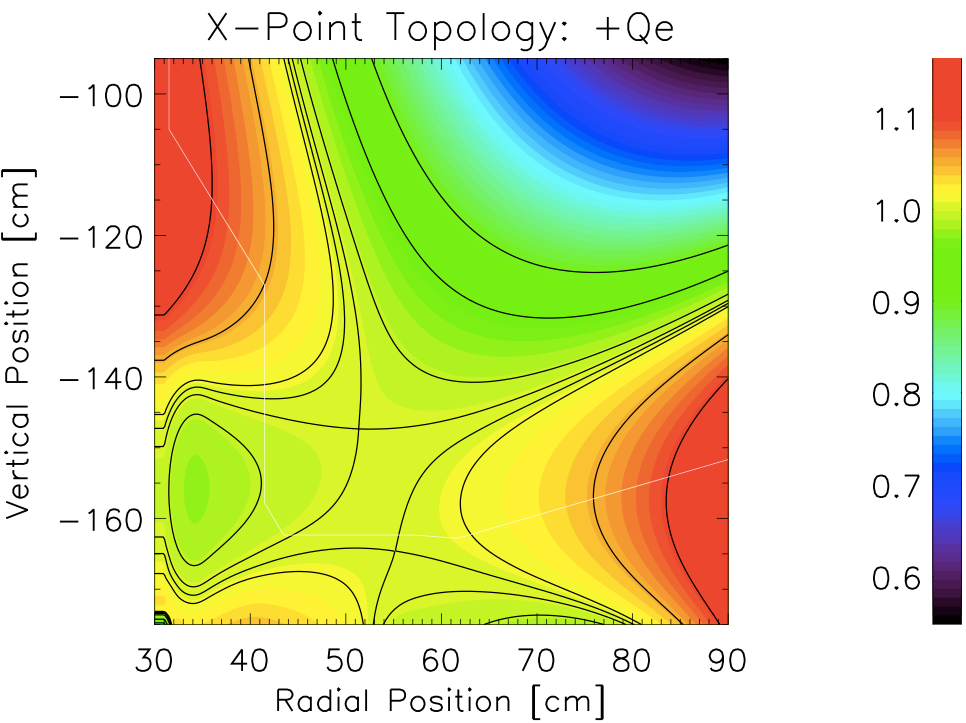 X-Point Topology: +Qe
-100
-120
-140
-160
Vertical Position [cm]
30 40 50 60 70 80 90
Radial Position [cm]
1.1
1.0
0.9
0.8
0.7
0.6